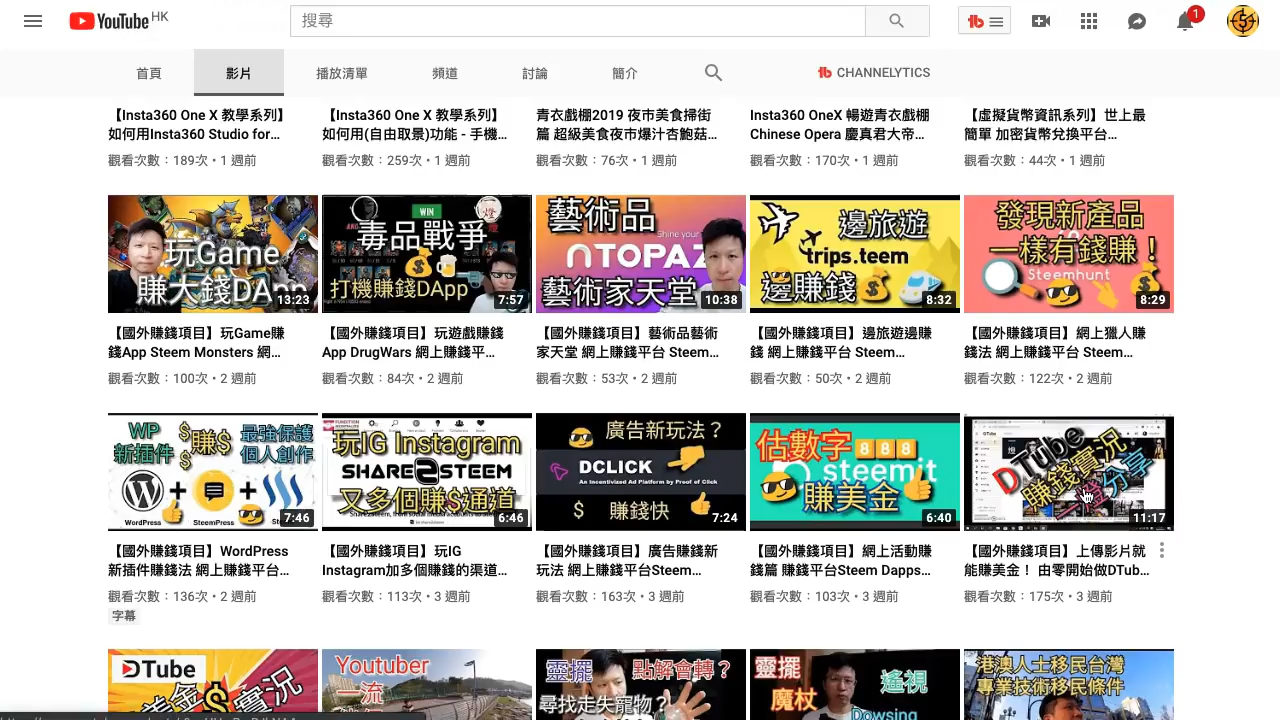 YouTube HK
搜尋
1
首頁
影片
播放清單
頻道
討論
簡介
CHANNELYTICS
【Insta360 One X 教學系列】
如何用Insta360 Studio for...
觀看次數：189次・1 週前
【Insta360 One X 教學系列】
如何用(自由取景)功能 - 手機...
觀看次數：259次・1 週前
青衣戲棚2019 夜市美食掃街
篇 超級美食夜市爆汁杏鮑菇...
觀看次數：76次・1 週前
Insta360 OneX 暢遊青衣戲棚
Chinese Opera 慶真君大帝...
觀看次數：170次・1 週前
【虛擬貨幣資訊系列】世上最
簡單 加密貨幣兌換平台...
觀看次數：44次・1 週前
玩Game
賺大錢DApp
13:23
【國外賺錢項目】玩Game賺
錢App Steem Monsters 網...
觀看次數：100次・2 週前
WIN
毒品戰爭
打機賺錢DApp
7:57
【國外賺錢項目】玩遊戲賺錢
App DrugWars 網上賺錢平...
觀看次數：84次・2 週前
藝術品
Shine your
NTOPAZ
藝術家天堂
10:38
【國外賺錢項目】藝術品藝術
家天堂 網上賺錢平台 Steem...
觀看次數：53次・2 週前
邊旅遊
trips.teem
邊賺錢
8:32
【國外賺錢項目】邊旅遊邊賺
錢 網上賺錢平台 Steem...
觀看次數：50次・2 週前
發現新產品
一樣有錢賺！
Steemhunt
8:29
【國外賺錢項目】網上獵人賺
錢法 網上賺錢平台 Steem...
觀看次數：122次・2 週前
WP
新插件
$賺$
$
最強保護
個人創作
WordPress
SteemPress
7:46
【國外賺錢項目】WordPress
新插件賺錢法 網上賺錢平台...
觀看次數：136次・2 週前
字幕
玩IG Instagram
SHARE2STEEM
又多個賺$通道
6:46
【國外賺錢項目】玩IG
Instagram加多個賺錢的渠道...
觀看次數：113次・3 週前
廣告新玩法？
DCLICK
An Incentivized Ad Platform by Proof of Click
$ 賺錢快
7:24
【國外賺錢項目】廣告賺錢新
玩法 網上賺錢平台Steem...
觀看次數：163次・3 週前
估數字 888
steemit
賺美金
6:40
【國外賺錢項目】網上活動賺
錢篇 賺錢平台Steem Dapps...
觀看次數：103次・3 週前
DTube
賺錢實況
一燈分享
11:17
【國外賺錢項目】上傳影片就
能賺美金！ 由零開始做DTub...
觀看次數：175次・3 週前
DTube
美金$實況
Youtuber
一流
靈擺
點解會轉？
尋找走失寵物？
靈擺
魔杖
遙視
Dowsing
港澳人士移民台灣
專業技術移民條件